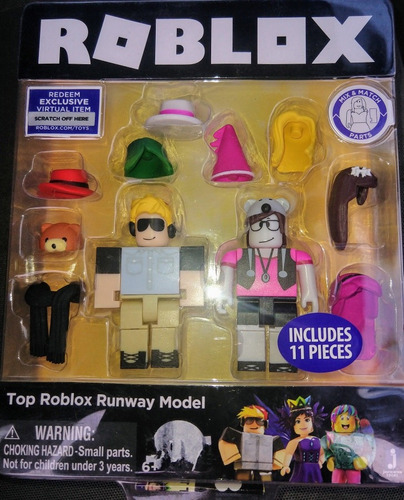 ROBLOX
REDEEM
EXCLUSIVE
VIRTUAL ITEM
SCRATCH OFF HERE
ROBLOX.COM/TOYS
MIX & MATCH
PARTS
INCLUDES
11 PIECES
Top Roblox Runway Model
WARNING:
CHOKING HAZARD-Small parts.
Not for children under 3 years.
6+